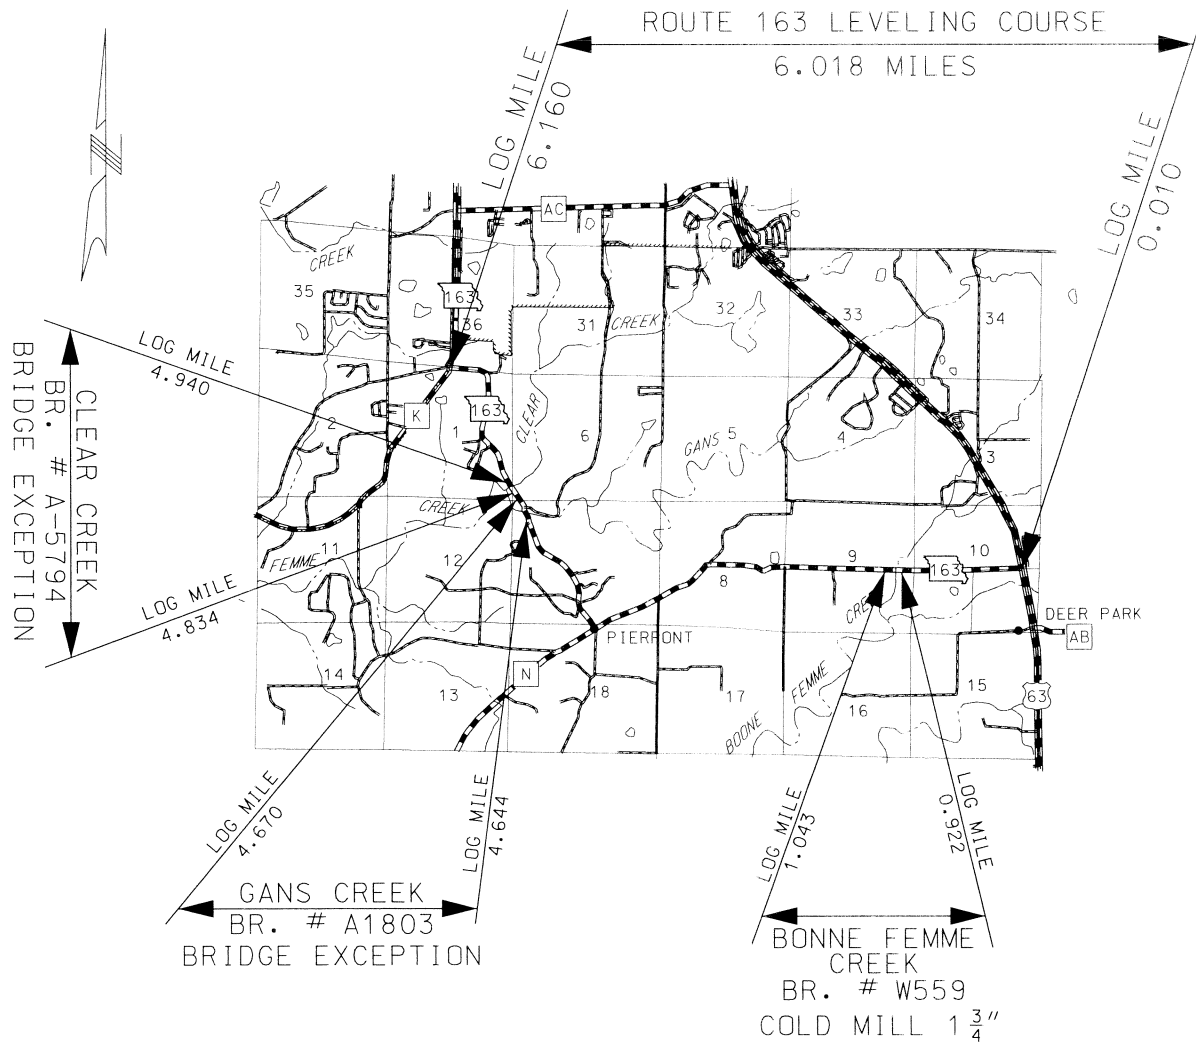 ROUTE 163 LEVELING COURSE
6.018 MILES
LOG MILE
6.160
LOG MILE
0.010
N
AC
CREEK
35
163
36
31
CREEK
32
33
34
LOG MILE
4.940
CLEAR CREEK
BR. # A-5794
BRIDGE EXCEPTION
K
163
2
1
CLEAR
6
GANS
5
4
3
CREEK
FEMME
11
12
9
163
10
8
LOG MILE
4.834
CRE
PIERPONT
DEER PARK
AB
14
13
N
18
17
FEMME
BOONE
16
15
63
LOG MILE
4.670
LOG MILE
4.644
LOG MILE
1.043
LOG MILE
0.922
GANS CREEK
BR. # A1803
BRIDGE EXCEPTION
BONNE FEMME
CREEK
BR. # W559
COLD MILL 1 3/4"